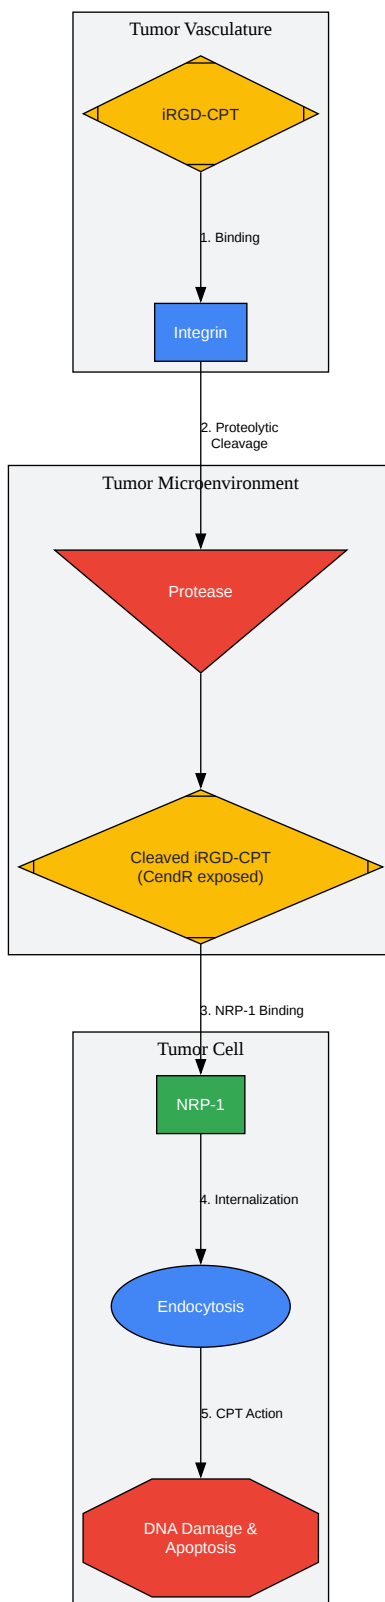 Tumor Vasculature
iRGD-CPT
1. Binding
Integrin
2. Proteolytic
Cleavage
Tumor Microenvironment
Protease
Cleaved iRGD-CPT
(CendR exposed)
3. NRP-1 Binding
Tumor Cell
NRP-1
4. Internalization
Endocytosis
5. CPT Action
DNA Damage &
Apoptosis